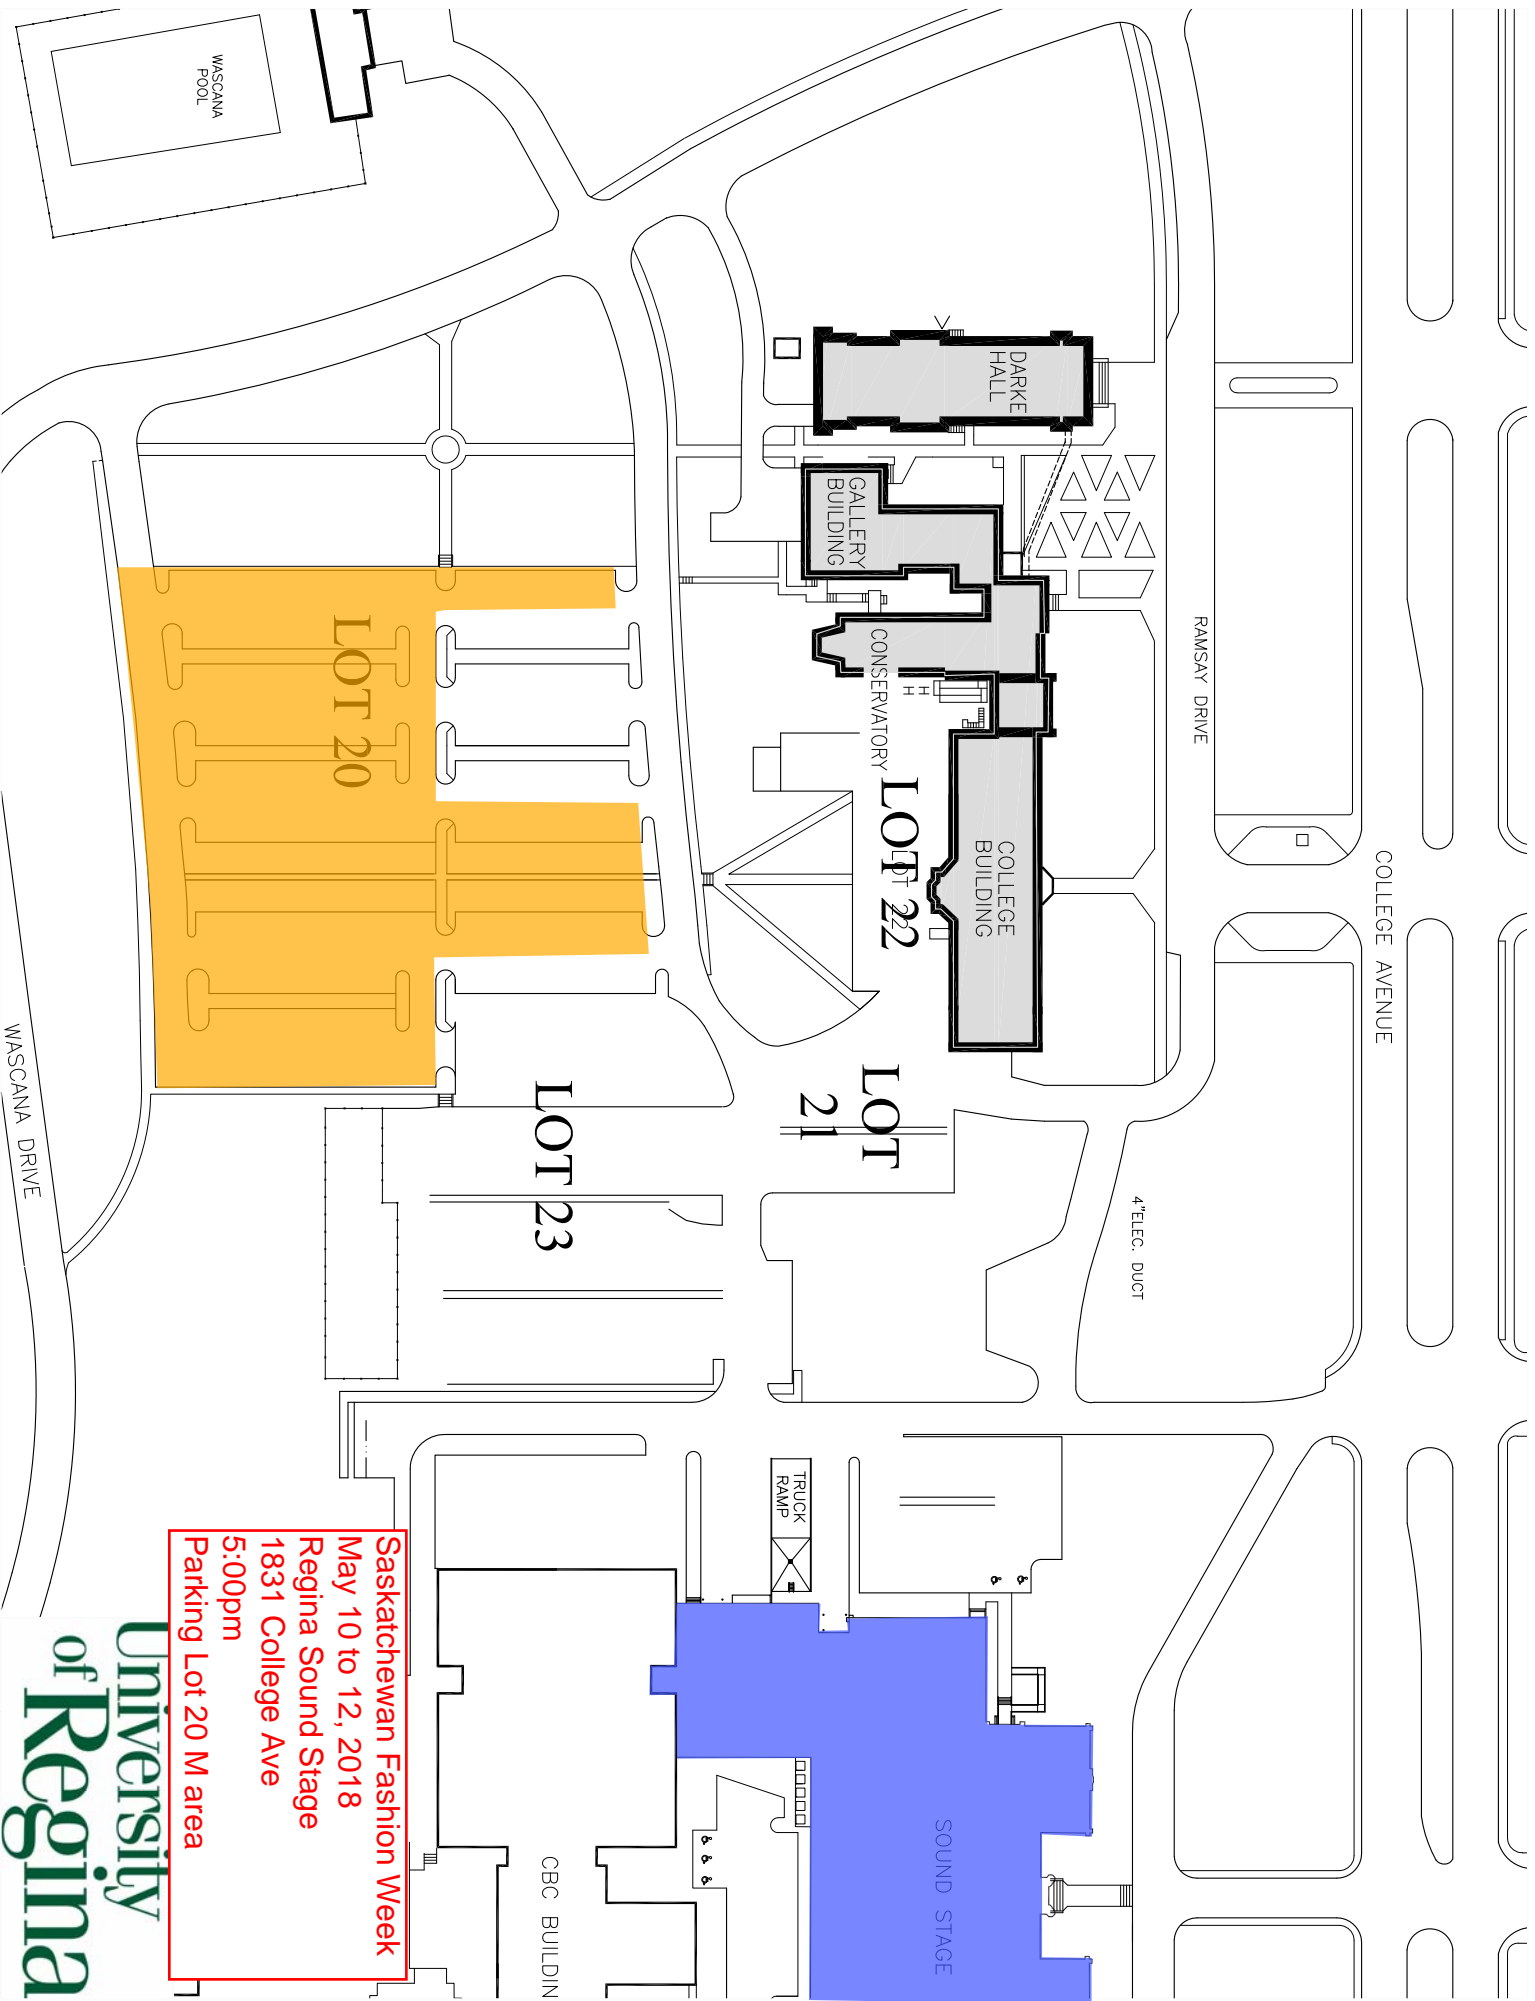 COLLEGE AVENUE
RAMSAY DRIVE
4"ELEC. DUCT
DARKE
HALL
GALLERY
BUILDING
CONSERVATORY
H
H
COLLEGE
BUILDING
LOT 22
LOT 22
LOT
21
LOT 20
LOT 23
WASCANA
POOL
WASCANA DRIVE
TRUCK
RAMP
SOUND STAGE
CBC BUILDIN
Saskatchewan Fashion Week
May 10 to 12, 2018
Regina Sound Stage
1831 College Ave
5:00pm
Parking Lot 20 M area
University
of Regina